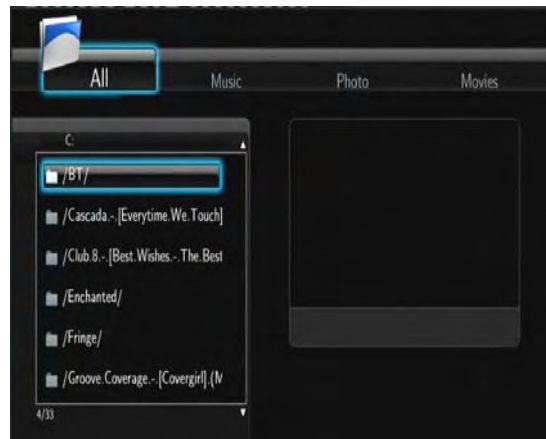 All Music Photo Movies
C:
/BT/
/Cascada.-.[Everytime.We.Touch]
/Club.8.-.[Best.Wishes.-.The.Best
/Enchanted/
/Fringe/
/Groove.Coverage.-.[Covergirl].(M
4/33